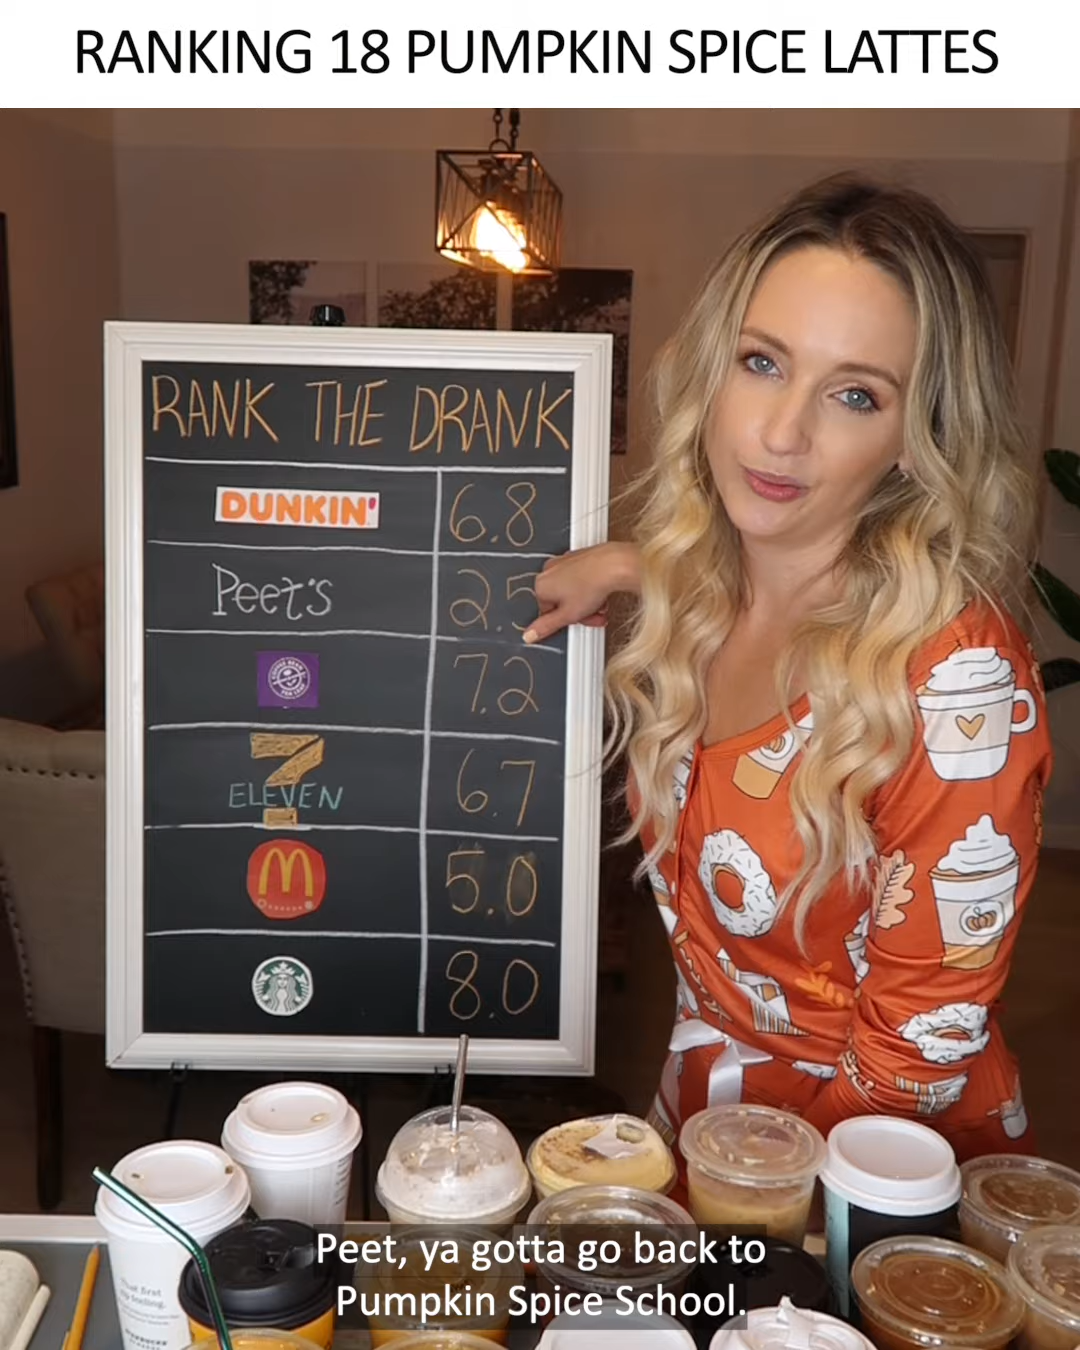 RANKING 18 PUMPKIN SPICE LATTES
RANK THE DRANK
DUNKIN' 6.8
Peet's 2.5
7.2
7
ELEVEN 6.7
M 5.0
8.0
Peet, ya gotta go back to
Pumpkin Spice School.